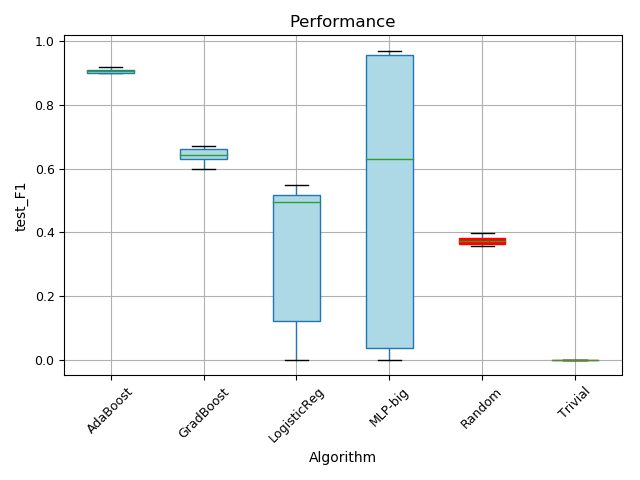 Performance
1.0
0.8
0.6
0.4
0.2
0.0
test_F1
AdaBoost
GradBoost
LogisticReg
MLP-big
Random
Trivial
Algorithm